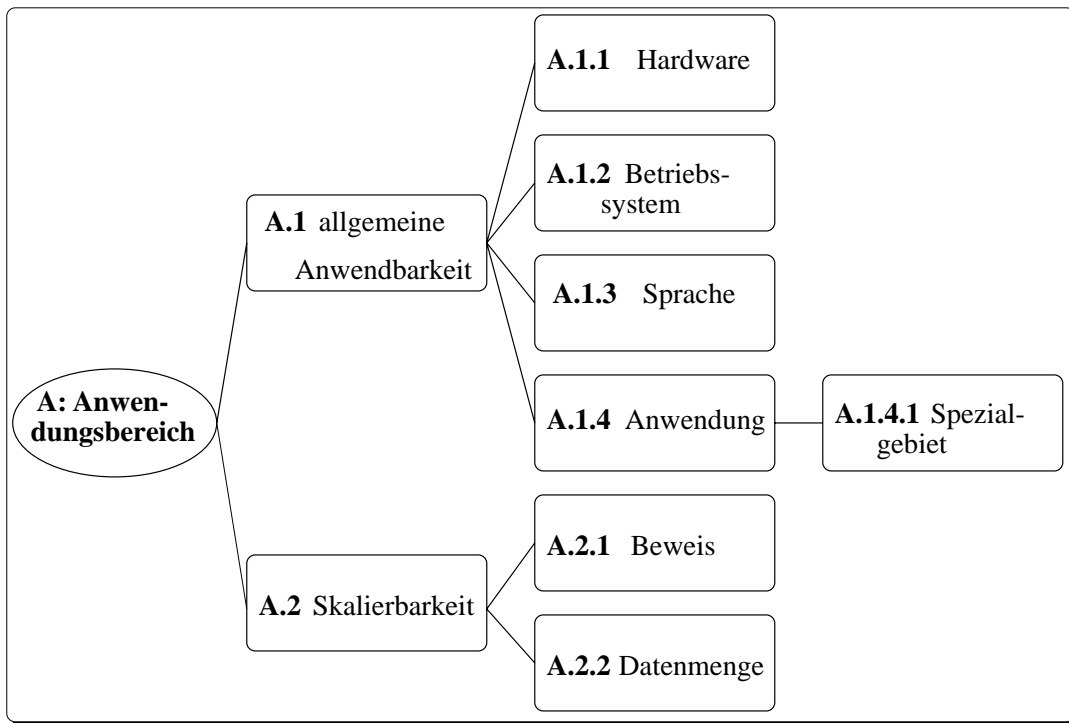 A.1.1 Hardware
A.1.2 Betriebs-
system
A.1 allgemeine
Anwendbarkeit
A.1.3 Sprache
A: Anwen-
dungsbereich
A.1.4 Anwendung
A.1.4.1 Spezial-
gebiet
A.2.1 Beweis
A.2 Skalierbarkeit
A.2.2 Datenmenge